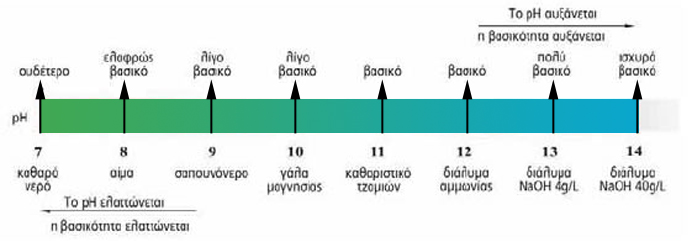 Το pH αυξάνεται
η βασικότητα αυξάνεται
ουδέτερο
ελαφρώς
βασικό
λίγο
βασικό
λίγο
βασικό
βασικό
βασικό
πολύ
βασικό
ισχυρά
βασικό
pH
7 8 9 10 11 12 13 14
καθαρό
νερό
αίμα
σαπουνόνερο
γάλα
μαγνησίας
καθαριστικό
τζαμιών
διάλυμα
αμμωνίας
διάλυμα
NaOH 4g/L
διάλυμα
NaOH 40g/L
Το pH ελαττώνεται
η βασικότητα ελαττώνεται